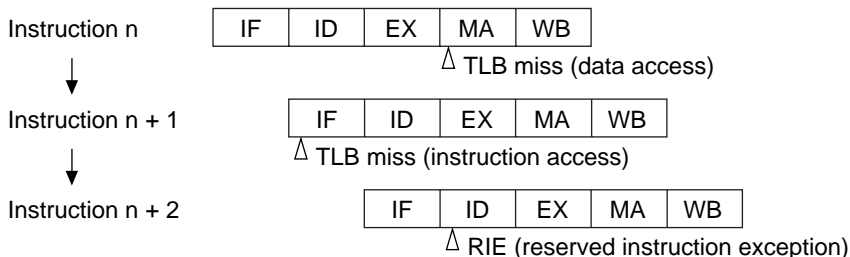 Instruction n IF ID EX MA WB
TLB miss (data access)
Instruction n + 1 IF ID EX MA WB
TLB miss (instruction access)
Instruction n + 2 IF ID EX MA WB
RIE (reserved instruction exception)